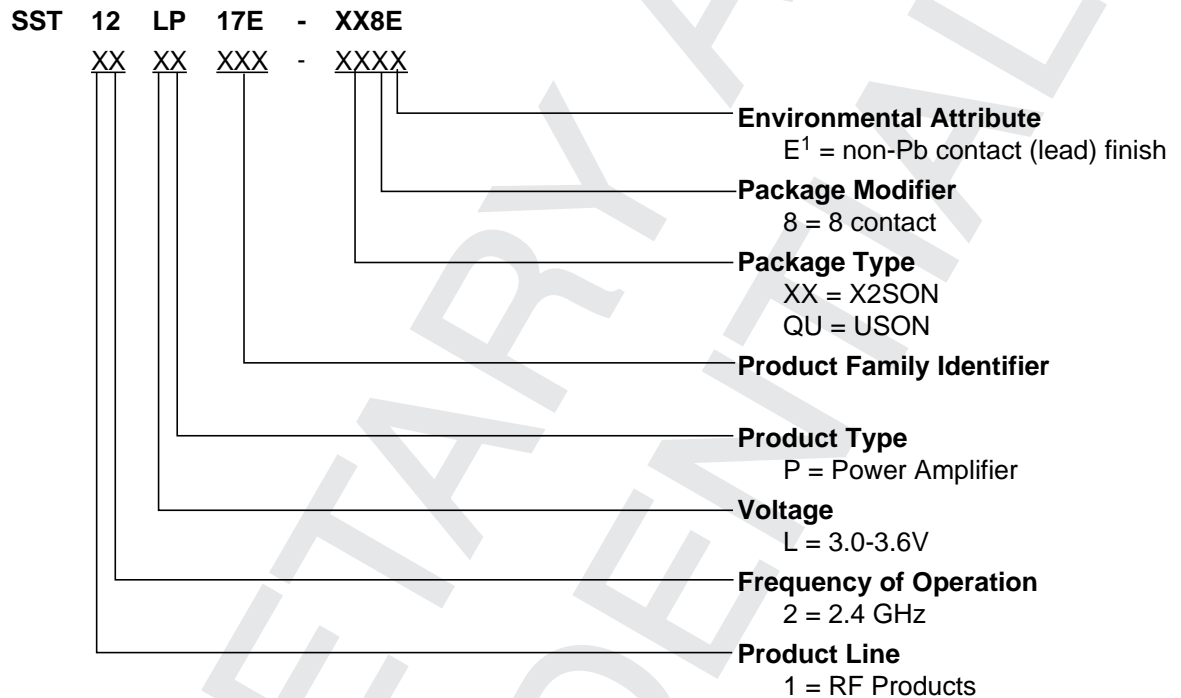 SST 12 LP 17E - XX8E
XX XX XXX - XXXX
Environmental Attribute
E1 = non-Pb contact (lead) finish
Package Modifier
8 = 8 contact
Package Type
XX = X2SON
QU = USON
Product Family Identifier
Product Type
P = Power Amplifier
Voltage
L = 3.0-3.6V
Frequency of Operation
2 = 2.4 GHz
Product Line
1 = RF Products